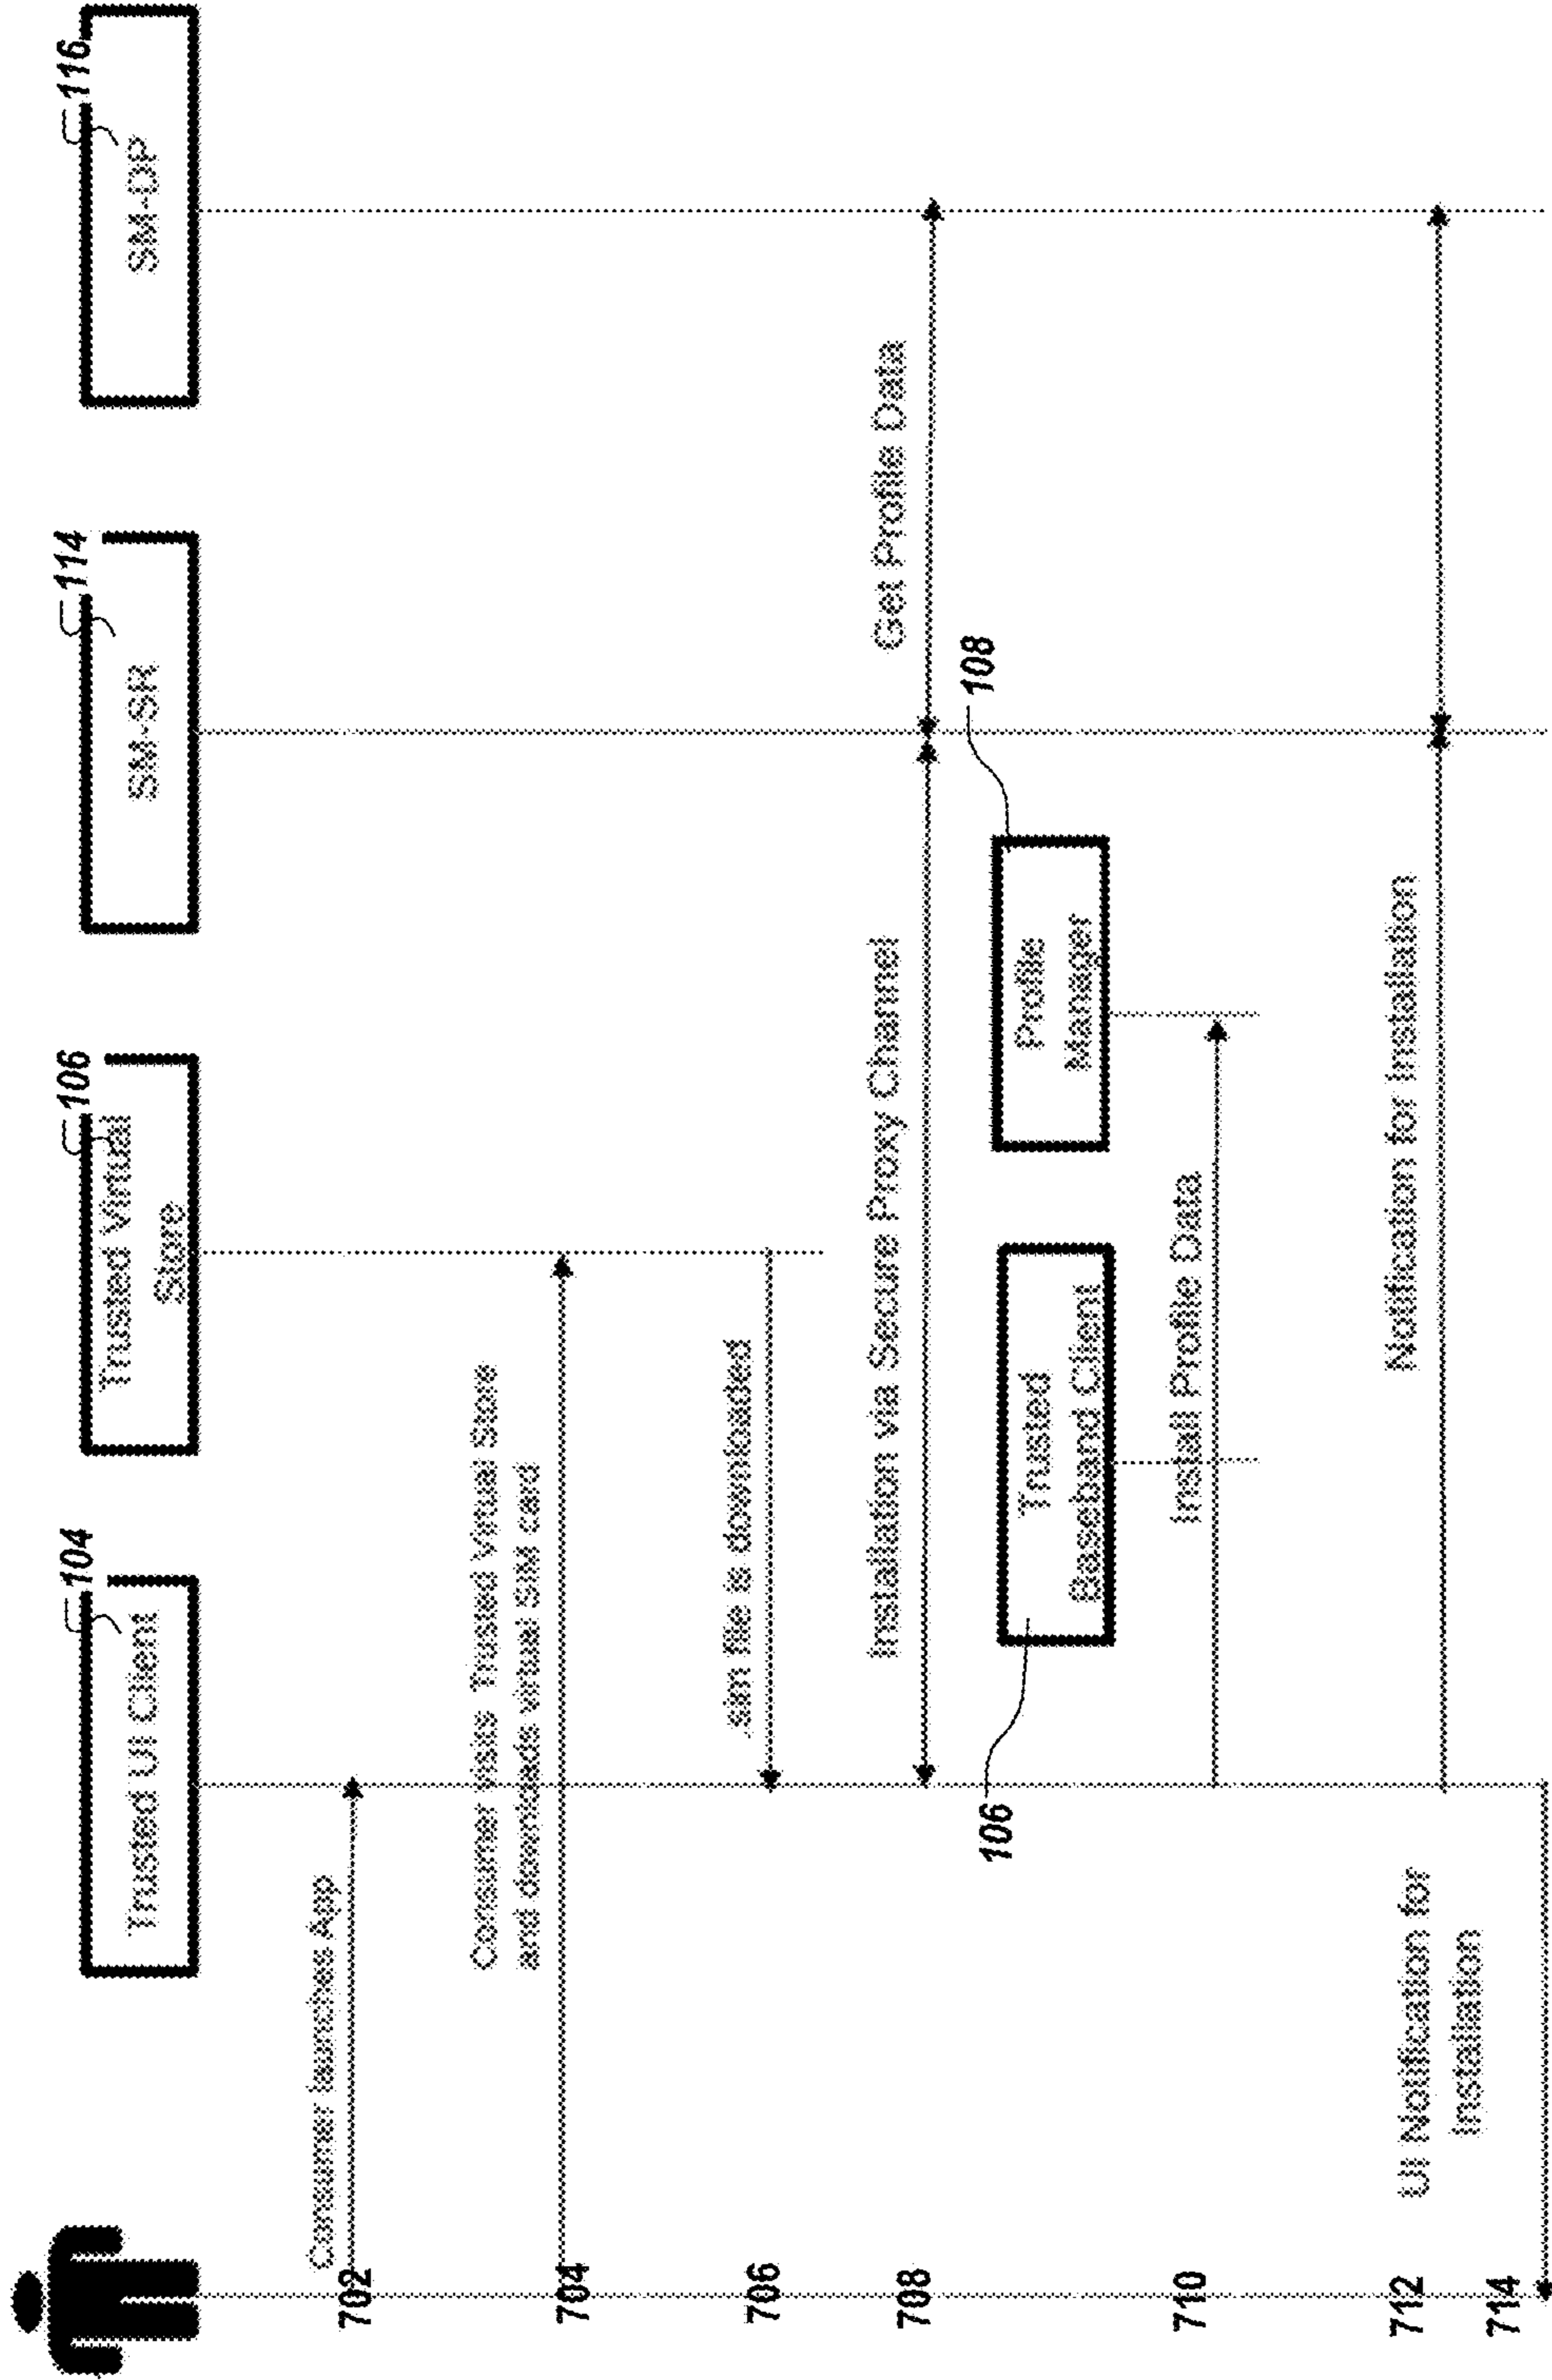 104
Trusted UI Client
106
Trusted Virtual
Store
114
SM-SR
116
SM-DP
Consumer launches App
702
Consumer visits Trusted Virtual Store
and downloads virtual SIM card
704
.sim file is downloaded
706
Installation via Secure Proxy Channel
Get Profile Data
708
106
Trusted
Baseband Client
108
Profile
Manager
Install Profile Data
710
Notification for Installation
712
UI Notification for
Installation
714